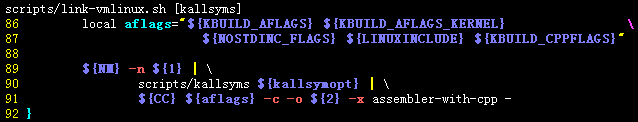 scripts/link-vmlinux.sh [kallsyms]
86 local aflags="${KBUILD_AFLAGS} ${KBUILD_AFLAGS_KERNEL} \
87 ${NOSTDINC_FLAGS} ${LINUXINCLUDE} ${KBUILD_CPPFLAGS}"
88
89 ${NM} -n ${1} | \
90 scripts/kallsyms ${kallsymopt} | \
91 ${CC} ${aflags} -c -o ${2} -x assembler-with-cpp -
92 }